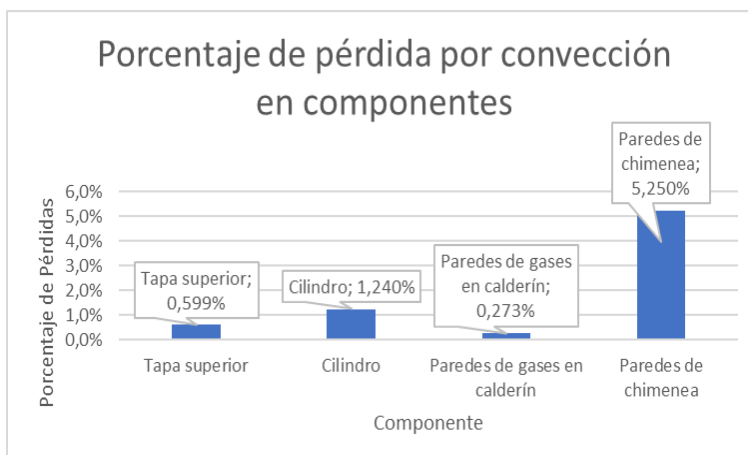 Porcentaje de pérdida por convección
en componentes
Porcentaje de Pérdidas
6,0%
5,0%
4,0%
3,0%
2,0%
1,0%
0,0%
Tapa superior;
0,599%
Cilindro; 1,240%
Paredes de gases
en calderín;
0,273%
Paredes de
chimenea;
5,250%
Tapa superior
Cilindro
Paredes de gases en
calderín
Paredes de
chimenea
Componente